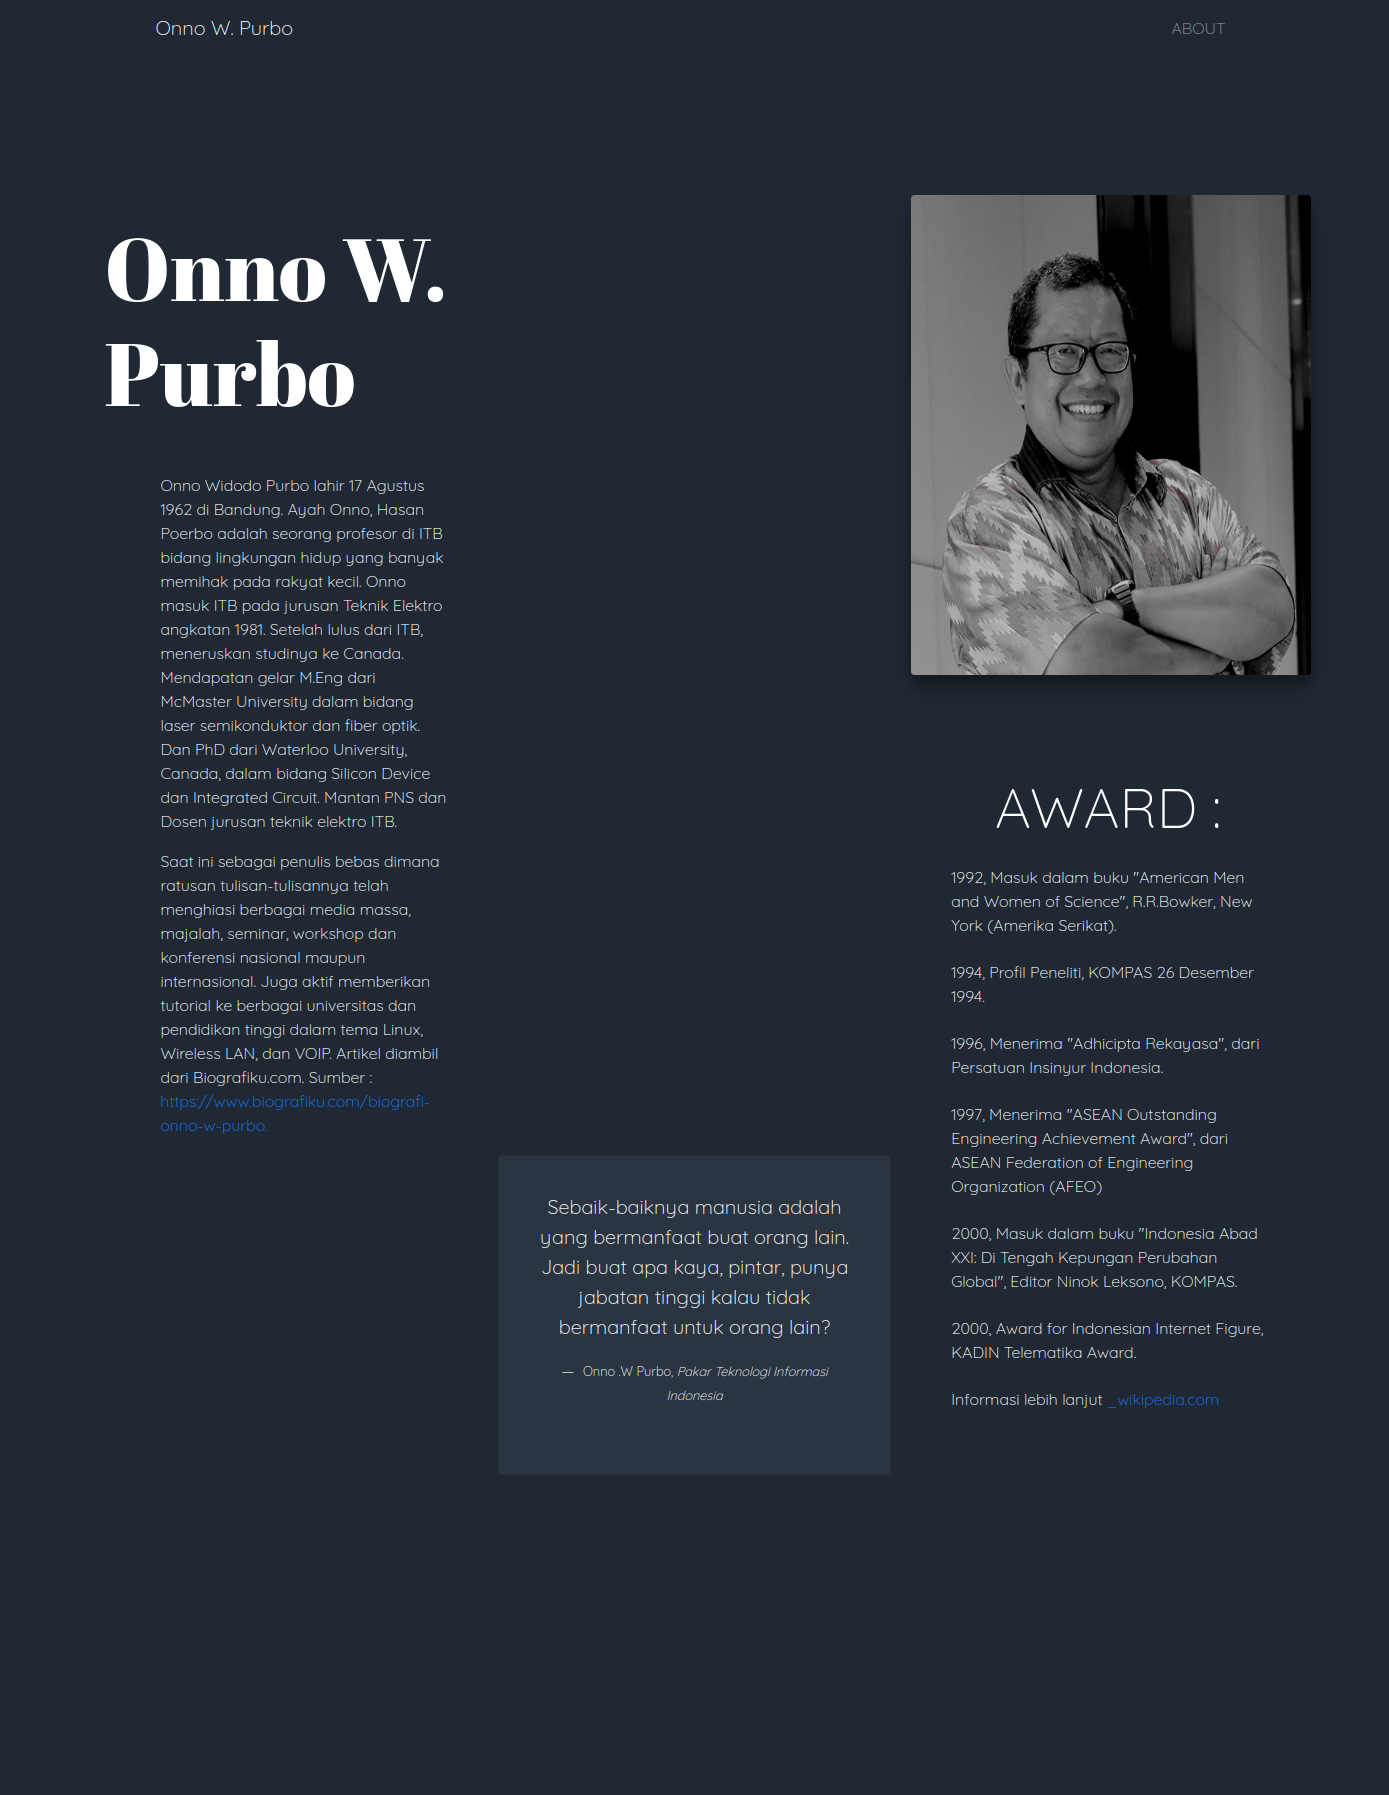 Onno W. Purbo
ABOUT
Onno W.
Purbo
Onno Widodo Purbo lahir 17 Agustus
1962 di Bandung. Ayah Onno, Hasan
Poerbo adalah seorang profesor di ITB
bidang lingkungan hidup yang banyak
memihak pada rakyat kecil. Onno
masuk ITB pada jurusan Teknik Elektro
angkatan 1981. Setelah lulus dari ITB,
meneruskan studinya ke Canada.
Mendapatan gelar M.Eng dari
McMaster University dalam bidang
laser semikonduktor dan fiber optik.
Dan PhD dari Waterloo University,
Canada, dalam bidang Silicon Device
dan Integrated Circuit. Mantan PNS dan
Dosen jurusan teknik elektro ITB.
Saat ini sebagai penulis bebas dimana
ratusan tulisan-tulisannya telah
menghiasi berbagai media massa,
majalah, seminar, workshop dan
konferensi nasional maupun
internasional. Juga aktif memberikan
tutorial ke berbagai universitas dan
pendidikan tinggi dalam tema Linux,
Wireless LAN, dan VOIP. Artikel diambil
dari Biografiku.com. Sumber :
https://www.biografiku.com/biografi-
onno-w-purbo.
Sebaik-baiknya manusia adalah
yang bermanfaat buat orang lain.
Jadi buat apa kaya, pintar, punya
jabatan tinggi kalau tidak
bermanfaat untuk orang lain?
— Onno .W Purbo, Pakar Teknologi Informasi
Indonesia
AWARD :
1992, Masuk dalam buku "American Men
and Women of Science", R.R.Bowker, New
York (Amerika Serikat).
1994, Profil Peneliti, KOMPAS 26 Desember
1994.
1996, Menerima "Adhicipta Rekayasa", dari
Persatuan Insinyur Indonesia.
1997, Menerima "ASEAN Outstanding
Engineering Achievement Award", dari
ASEAN Federation of Engineering
Organization (AFEO)
2000, Masuk dalam buku "Indonesia Abad
XXI: Di Tengah Kepungan Perubahan
Global", Editor Ninok Leksono, KOMPAS.
2000, Award for Indonesian Internet Figure,
KADIN Telematika Award.
Informasi lebih lanjut _wikipedia.com